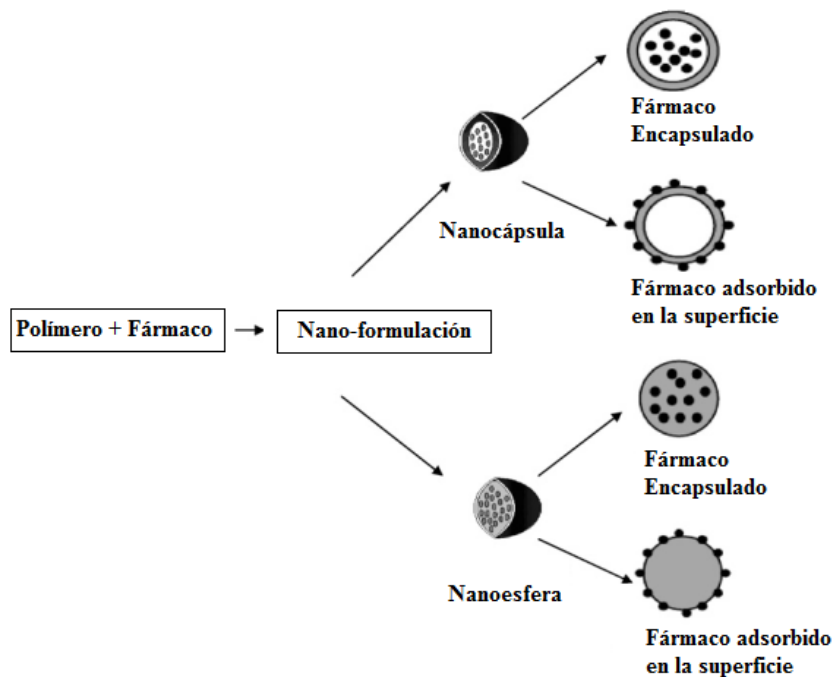 Fármaco
Encapsulado
Nanocápsula
Fármaco adsorbido
en la superficie
Polímero + Fármaco
Nano-formulación
Fármaco
Encapsulado
Nanoesfera
Fármaco adsorbido
en la superficie